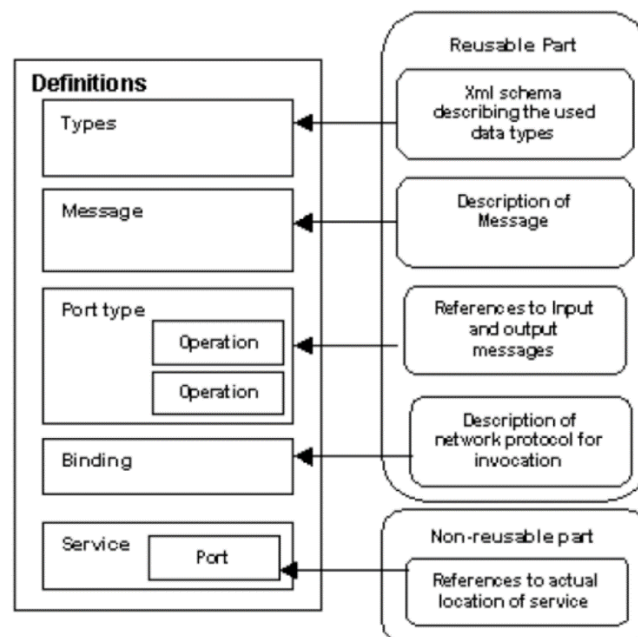 Definitions
Types
Message
Port type
Operation
Operation
Binding
Service
Port
Reusable Part
Xml schema
describing the used
data types
Description of
Message
References to Input
and output
messages
Description of
network protocol for
invocation
Non-reusable part
References to actual
location of service